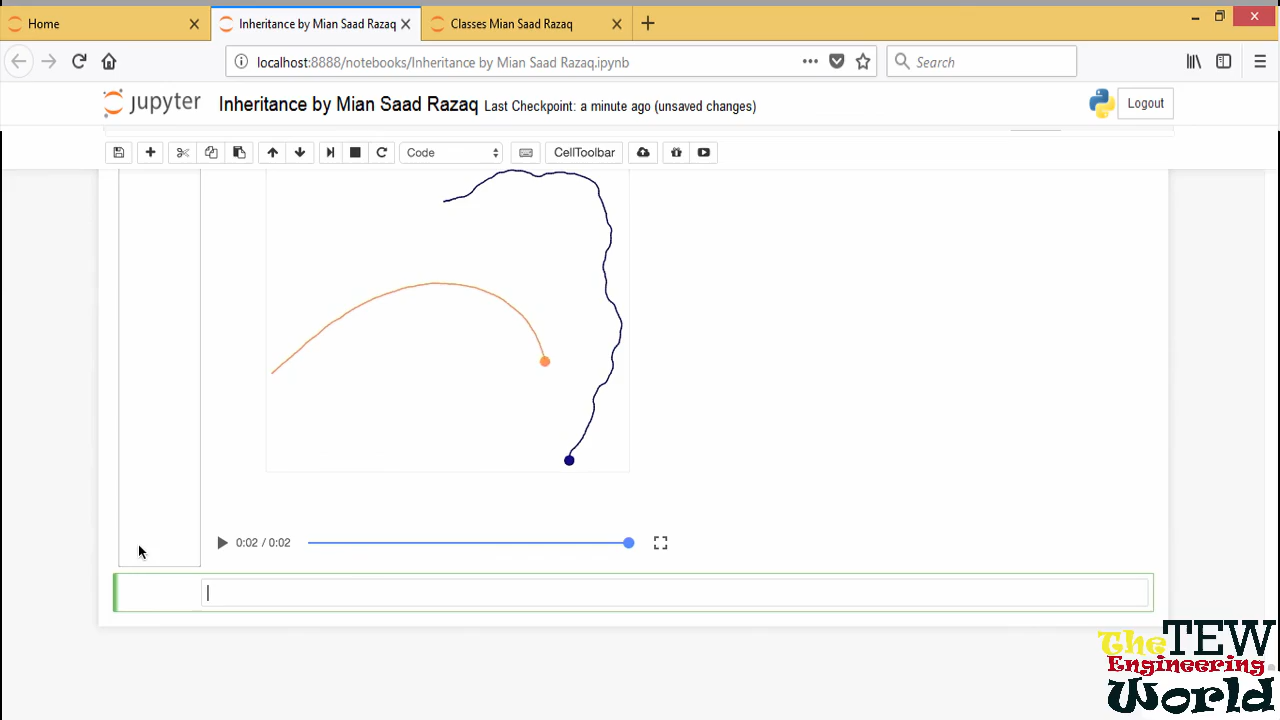 Home
Inheritance by Mian Saad Razaq
Classes Mian Saad Razaq
localhost:8888/notebooks/Inheritance by Mian Saad Razaq.ipynb
Search
jupyter
Inheritance by Mian Saad Razaq Last Checkpoint: a minute ago (unsaved changes)
Logout
Code
CellToolbar
0:02 / 0:02
The TEW
Engineering
World